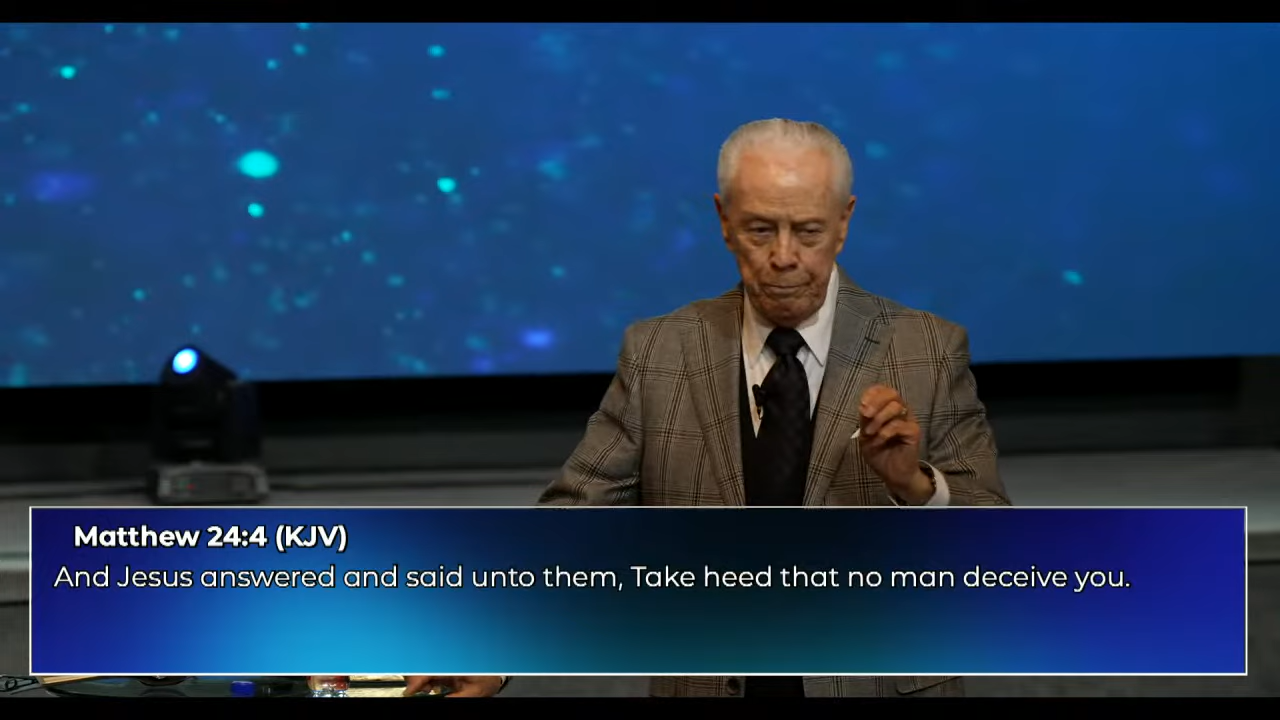 Matthew 24:4 (KJV)
And Jesus answered and said unto them, Take heed that no man deceive you.